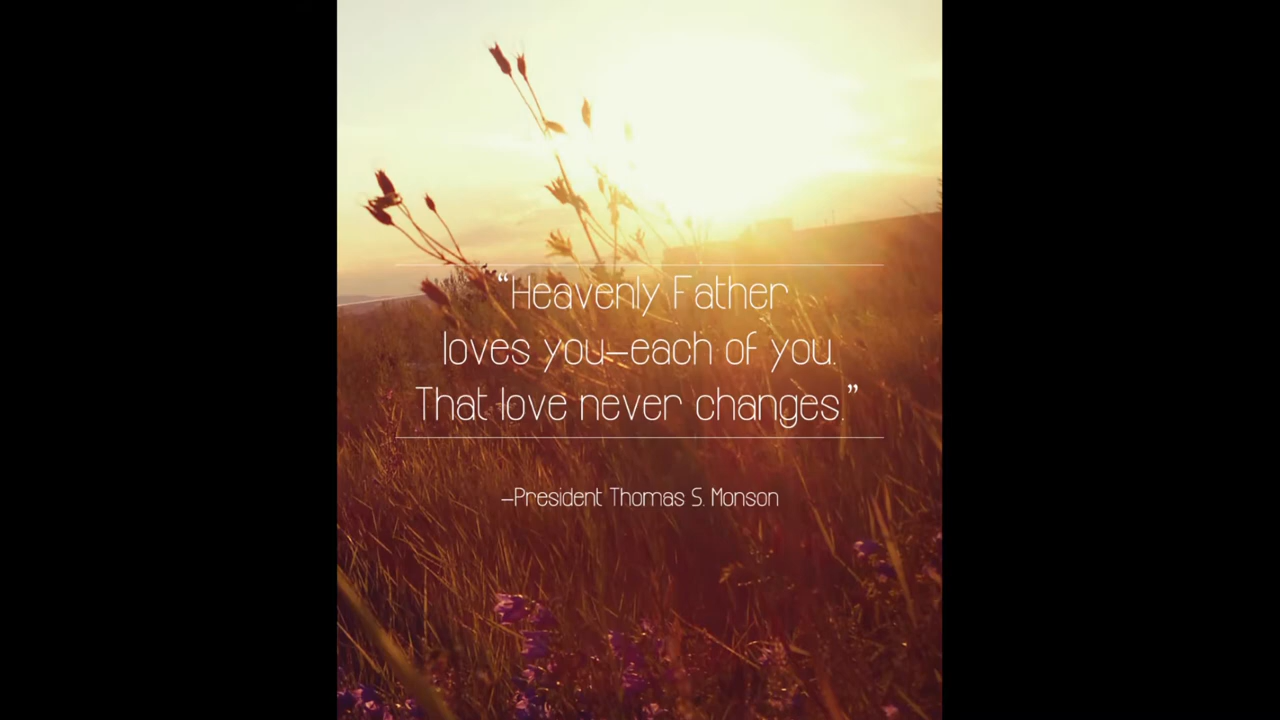 “Heavenly Father
loves you–each of you.
That love never changes.”
–President Thomas S. Monson